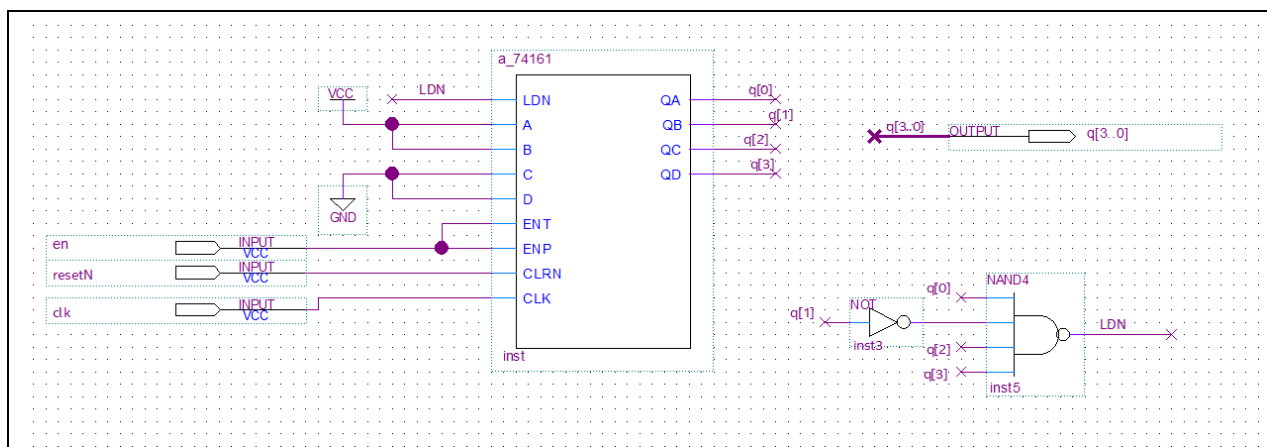 a_74161
VCC
LDN
LDN
A
B
C
D
ENT
ENP
CLRN
CLK
QA
QB
QC
QD
q[0]
q[1]
q[2]
q[3]
inst
GND
en
INPUT
VCC
resetN
INPUT
VCC
clk
INPUT
VCC
q[3..0]
OUTPUT
q[3..0]
NAND4
q[0]
q[1]
NOT
inst3
q[2]
q[3]
LDN
inst5